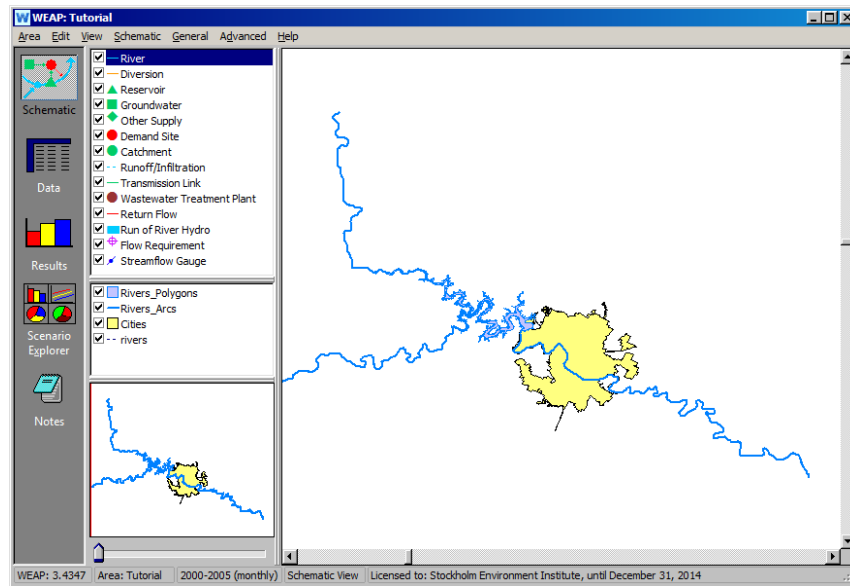 WEAP: Tutorial
Area Edit View Schematic General Advanced Help
Schematic
Data
Results
Scenario
Explorer
Notes
River
Diversion
Reservoir
Groundwater
Other Supply
Demand Site
Catchment
Runoff/Infiltration
Transmission Link
Wastewater Treatment Plant
Return Flow
Run of River Hydro
Flow Requirement
Streamflow Gauge
Rivers_Polygons
Rivers_Arcs
Cities
rivers
WEAP: 3.4347 Area: Tutorial 2000-2005 (monthly) Schematic View Licensed to: Stockholm Environment Institute, until December 31, 2014